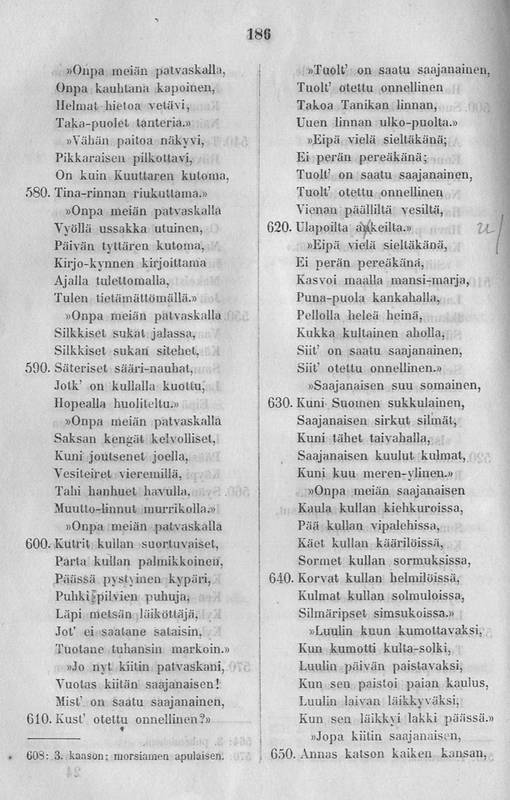 186
»Onpa meiän patvaskalla,
Onpa kauhtana kapoinen,
Helmat hietoa vetävi,
Taka-puolet tanteria.»
»Vähän paitoa näkyvi,
Pikkaraisen pilkottavi,
On kuin Kuuttaren kutoma,
580. Tina-rinnan riukuttama.»
»Onpa meiän patvaskalla
Vyöllä ussakka utuinen,
Päivän tyttären kutoma,
Kirjo-kynnen kirjoittama
Ajalla tulettomalla,
Tulen tietämättömällä.»
»Onpa meiän patvaskalla
Silkkiset sukat jalassa,
Silkkiset sukan sitehet,
590. Säteriset sääri-nauhat,
Jotk' on kullalla kuottu,
Hopealla huoliteltu.»
»Onpa meiän patvaskalla
Saksan kengät kelvolliset,
Kuni joutsenet joella,
Vesiteiret vieremillä,
Tahi hanhuet havulla,
Muutto-linnut murrikolla.»
»Onpa meiän patvaskalla
600. Kutrit kullan suortuvaiset,
Parta kullan palmikkoinen,
Päässä pystyinen kypäri,
Puhki pilvien puhuja,
Läpi metsän läiköttäjä,
Jot' ei saatane sataisin,
Tuotane tuhansin markoin.»
»Jo nyt kiitin patvaskani,
Vuotas kiitän saajanaisen!
Mist' on saatu saajanainen,
610. Kust' otettu onnellinen?»
608: 3. kaason; morsiamen apulaisen.
24
»Tuolt' on saatu saajanainen,
Tuolt' otettu onnellinen
Takoa Tanikan linnan,
Uuen linnan ulko-puolta.»
»Eipä vielä sieltäkänä;
Ei perän pereäkänä;
Tuolt' on saatu saajanainen,
Tuolt' otettu onnellinen
Vienan päälliltä vesiltä,
620. Ulapoilta aukeilta.» u/
»Eipä vielä sieltäkänä,
Ei perän pereäkänä,
Kasvoi maalla mansi-marja,
Puna-puola kankahalla,
Pellolla heleä heinä,
Kukka kultainen aholla,
Siit' on saatu saajanainen,
Siit' otettu onnellinen.»
»Saajanaisen suu somainen,
630. Kuni Suomen sukkulainen,
Saajanaisen sirkut silmät,
Kuni tähet taivahalla,
Saajanaisen kuulut kulmat,
Kuni kuu meren-ylinen.»
»Onpa meiän saajanaisen
Kaula kullan kiehkuroissa,
Pää kullan vipalehissa,
Käet kullan käärilöissä,
Sormet kullan sormuksissa,
640. Korvat kullan helmilöissä,
Kulmat kullan solmuloissa,
Silmäripset simsukoissa.»
»Luulin kuun kumottavaksi,
Kun kumotti kulta-solki,
Luulin päivän paistavaksi,
Kun sen paistoi paian kaulus,
Luulin laivan läikkyväksi,
Kun sen läikkyi lakki päässä.»
»Jopa kiitin saajanaisen,
650. Annas katson kaiken kansan,